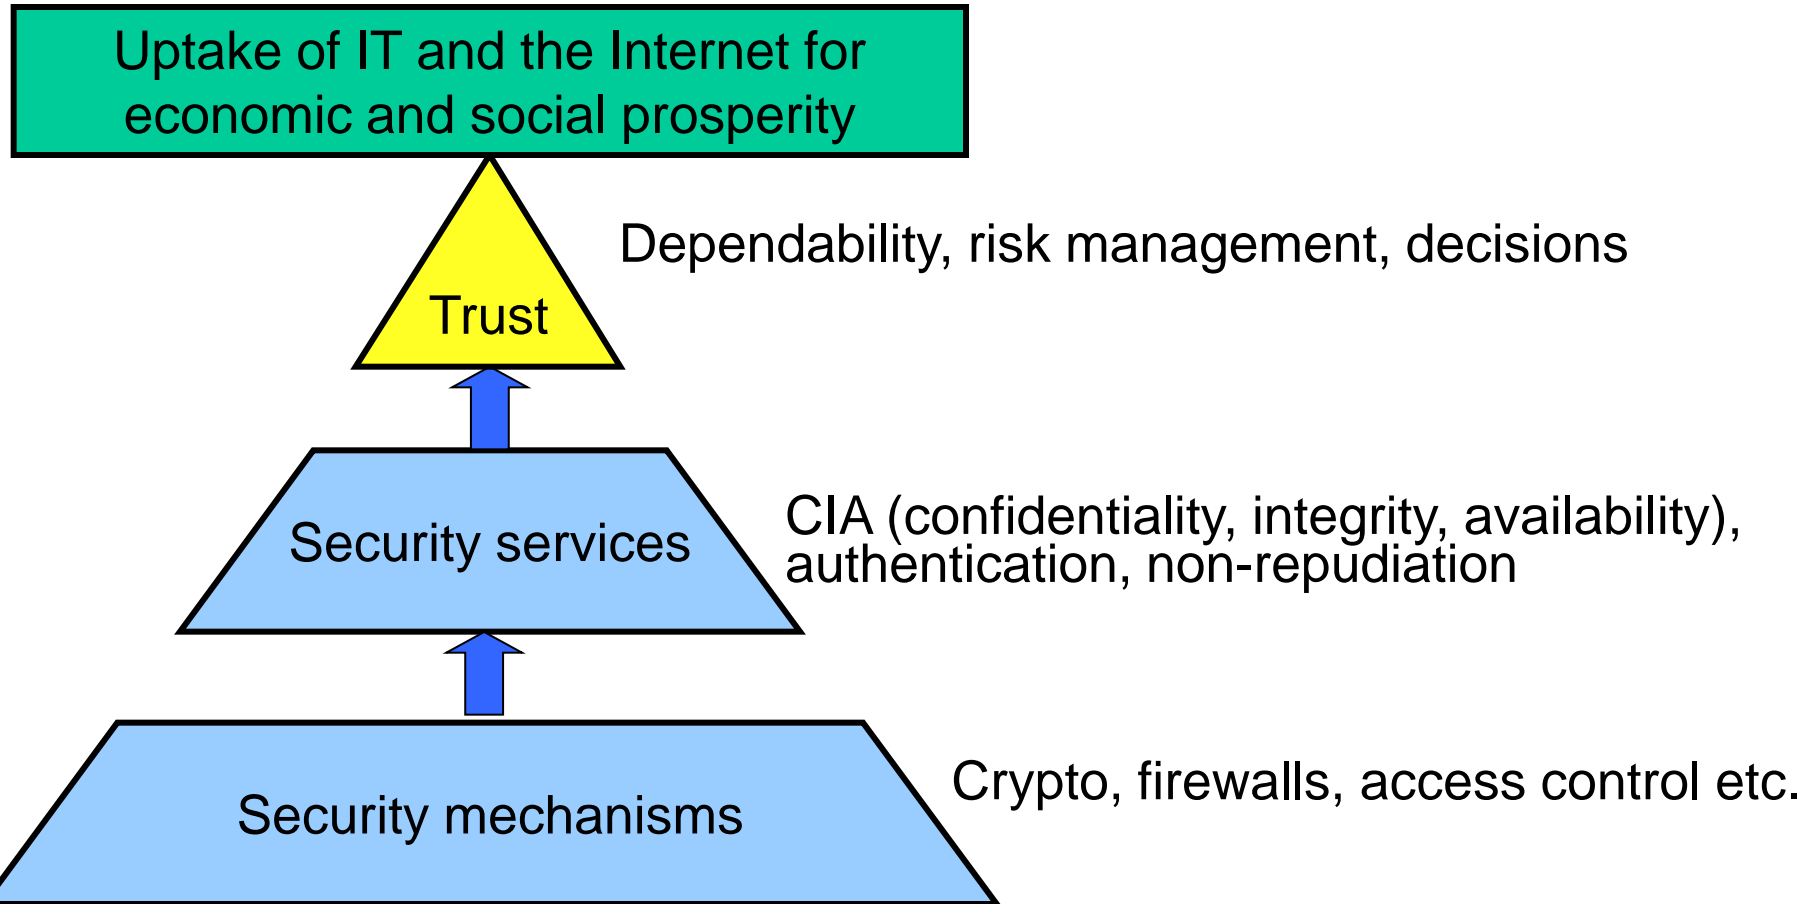 Uptake of IT and the Internet for
economic and social prosperity
Dependability, risk management, decisions
Trust
CIA (confidentiality, integrity, availability),
authentication, non-repudiation
Security services
Crypto, firewalls, access control etc.
Security mechanisms